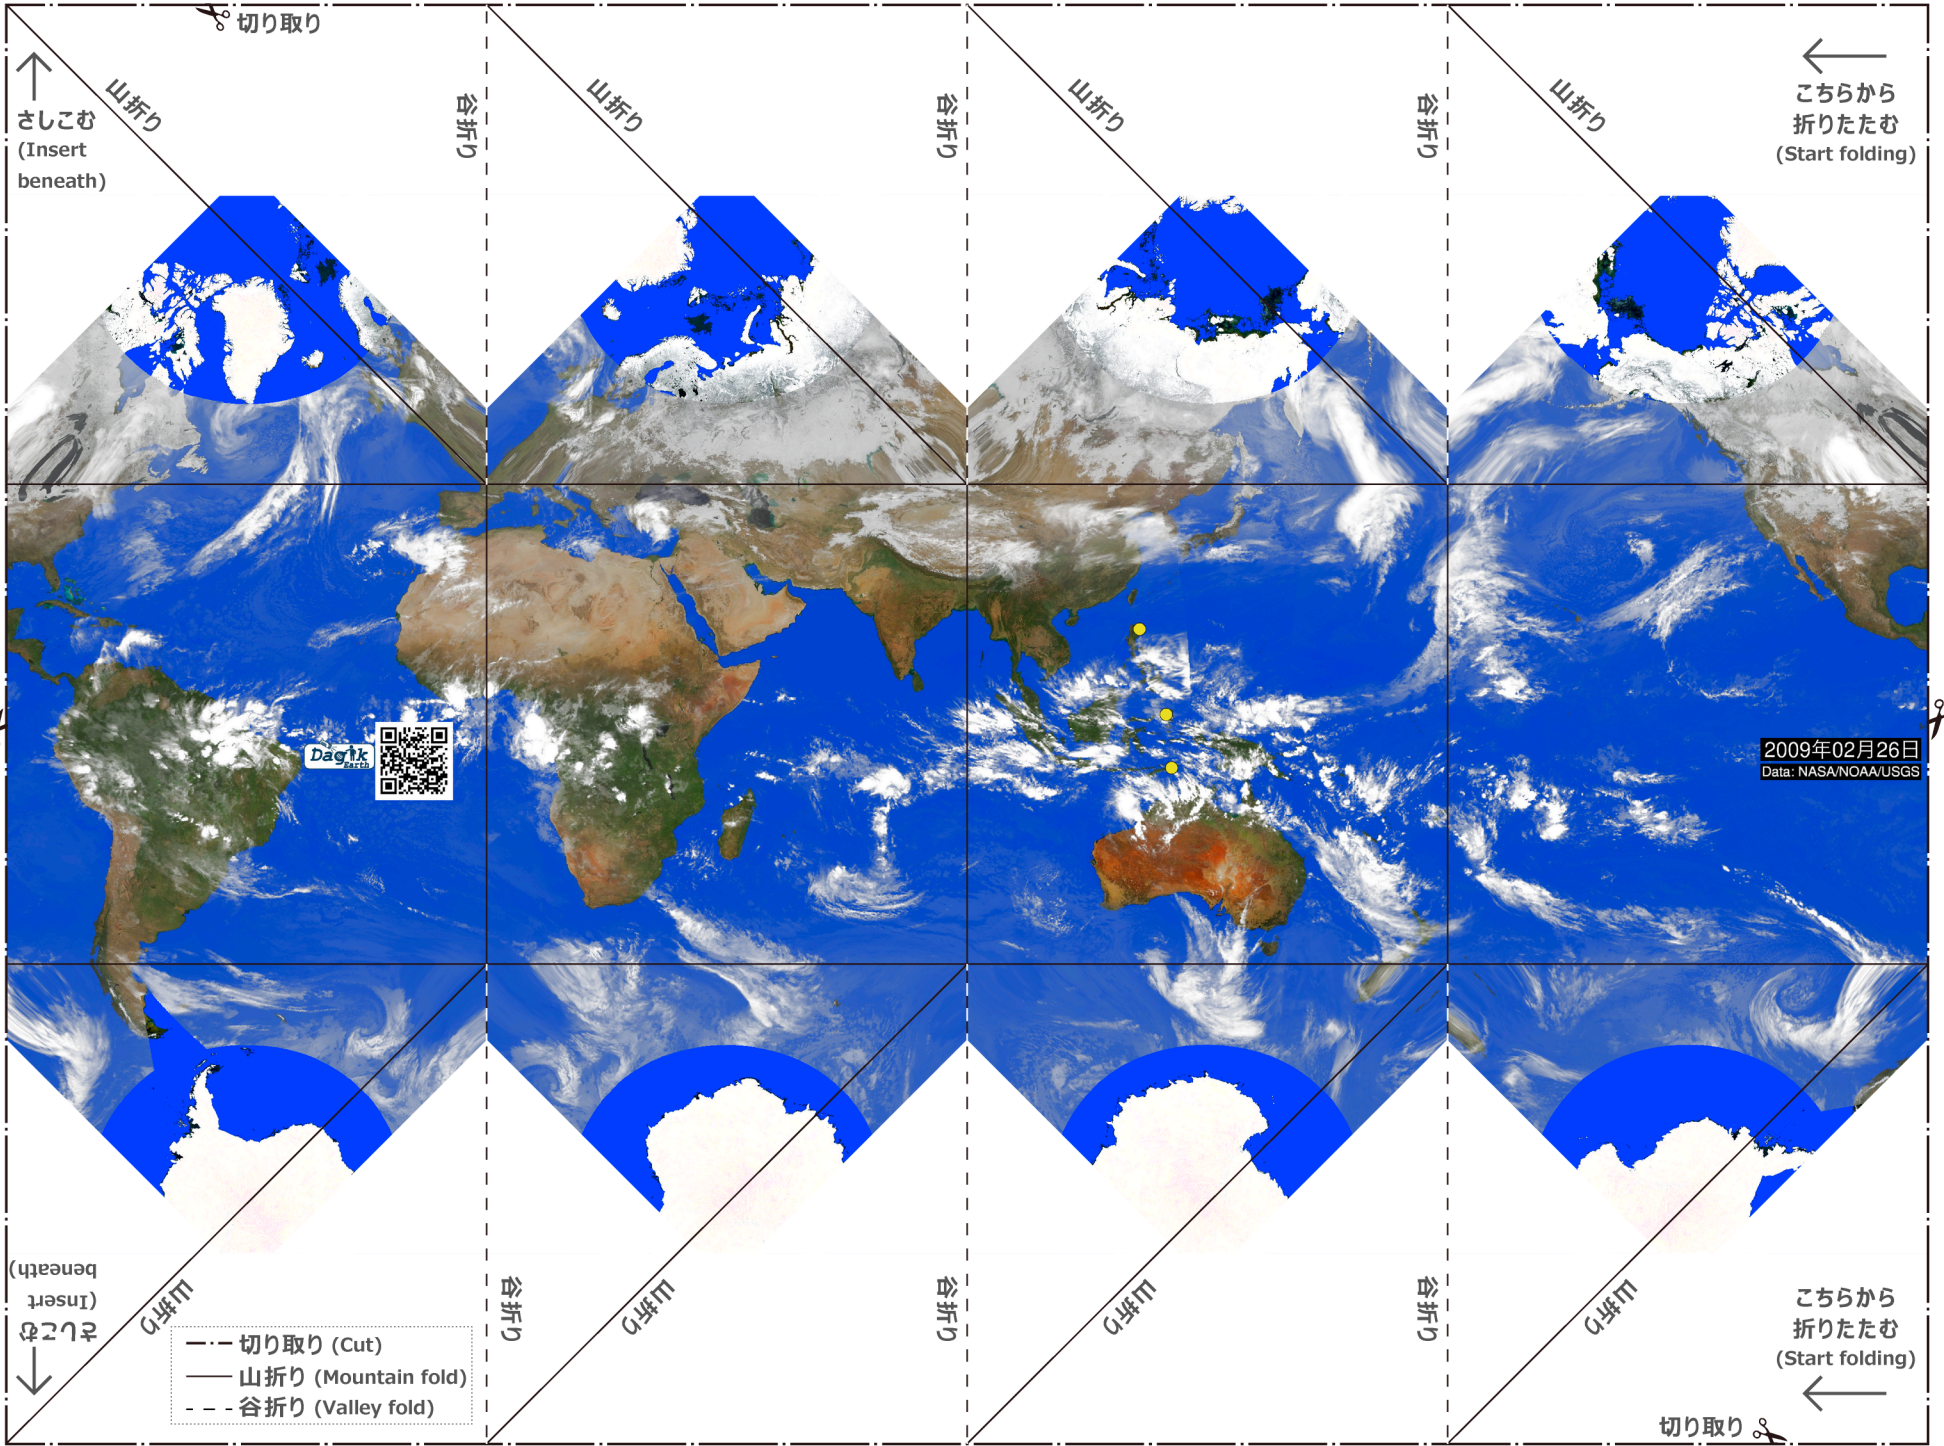 切り取り
さしこむ
(Insert
beneath)
山折り
谷折り
山折り
谷折り
山折り
谷折り
山折り
こちらから
折りたたむ
(Start folding)
Dagik
Earth
2009年02月26日
Data: NASA/NOAA/USGS
さしこむ
(Insert
beneath)
山折り
谷折り
山折り
谷折り
山折り
谷折り
山折り
こちらから
折りたたむ
(Start folding)
切り取り (Cut)
山折り (Mountain fold)
谷折り (Valley fold)
切り取り